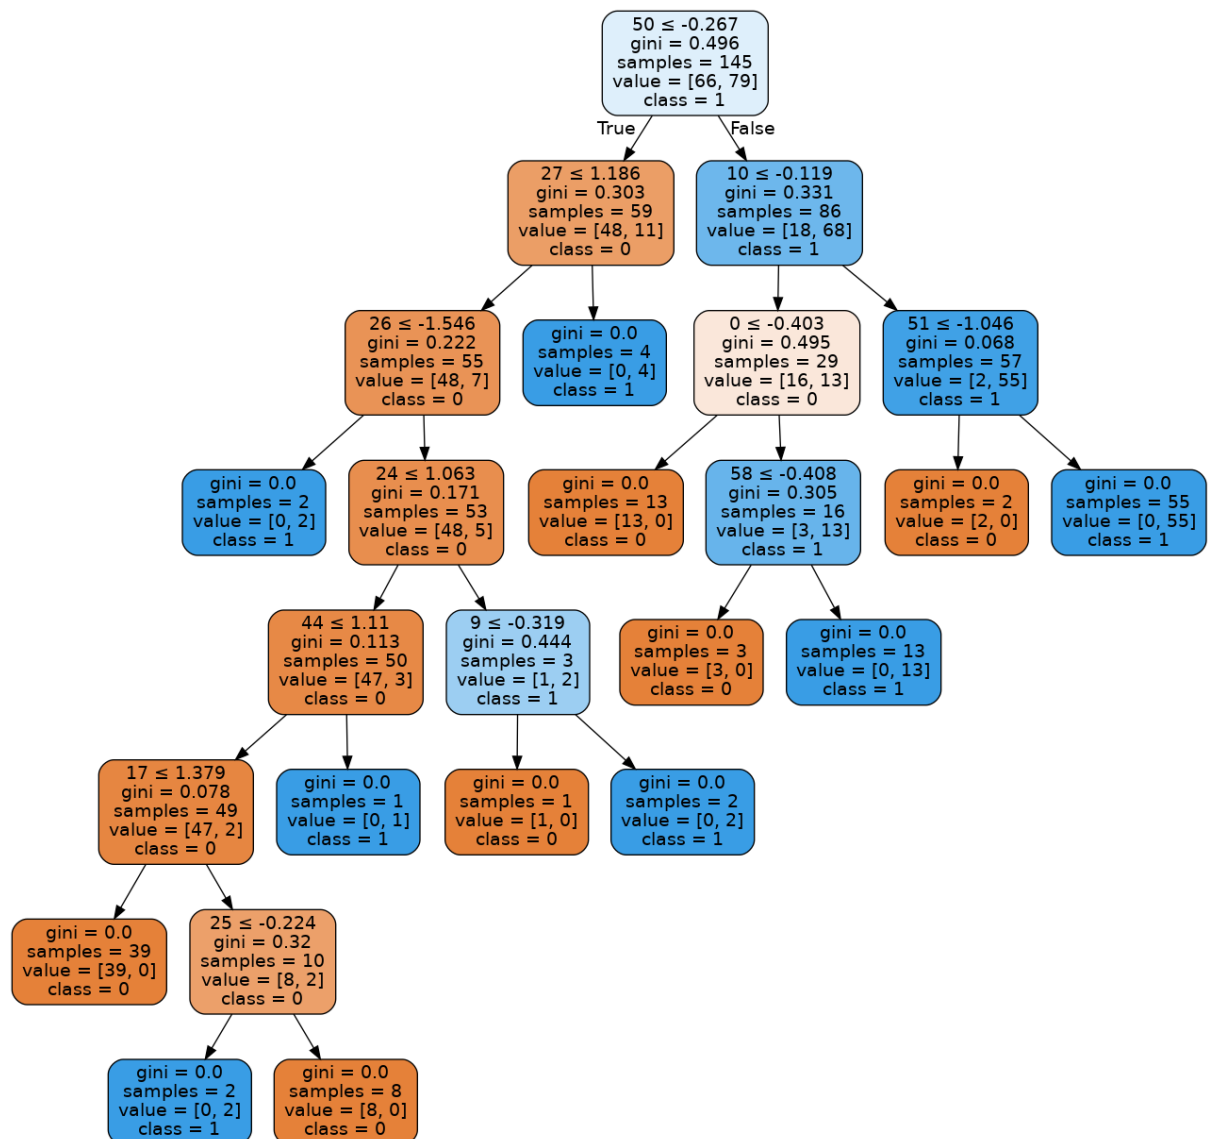 50 ≤ -0.267
gini = 0.496
samples = 145
value = [66, 79]
class = 1
True
False
27 ≤ 1.186
gini = 0.303
samples = 59
value = [48, 11]
class = 0
10 ≤ -0.119
gini = 0.331
samples = 86
value = [18, 68]
class = 1
26 ≤ -1.546
gini = 0.222
samples = 55
value = [48, 7]
class = 0
gini = 0.0
samples = 4
value = [0, 4]
class = 1
0 ≤ -0.403
gini = 0.495
samples = 29
value = [16, 13]
class = 0
51 ≤ -1.046
gini = 0.068
samples = 57
value = [2, 55]
class = 1
gini = 0.0
samples = 2
value = [0, 2]
class = 1
24 ≤ 1.063
gini = 0.171
samples = 53
value = [48, 5]
class = 0
gini = 0.0
samples = 13
value = [13, 0]
class = 0
58 ≤ -0.408
gini = 0.305
samples = 16
value = [3, 13]
class = 1
gini = 0.0
samples = 2
value = [2, 0]
class = 0
gini = 0.0
samples = 55
value = [0, 55]
class = 1
44 ≤ 1.11
gini = 0.113
samples = 50
value = [47, 3]
class = 0
9 ≤ -0.319
gini = 0.444
samples = 3
value = [1, 2]
class = 1
gini = 0.0
samples = 3
value = [3, 0]
class = 0
gini = 0.0
samples = 13
value = [0, 13]
class = 1
17 ≤ 1.379
gini = 0.078
samples = 49
value = [47, 2]
class = 0
gini = 0.0
samples = 1
value = [0, 1]
class = 1
gini = 0.0
samples = 1
value = [1, 0]
class = 0
gini = 0.0
samples = 2
value = [0, 2]
class = 1
gini = 0.0
samples = 39
value = [39, 0]
class = 0
25 ≤ -0.224
gini = 0.32
samples = 10
value = [8, 2]
class = 0
gini = 0.0
samples = 2
value = [0, 2]
class = 1
gini = 0.0
samples = 8
value = [8, 0]
class = 0